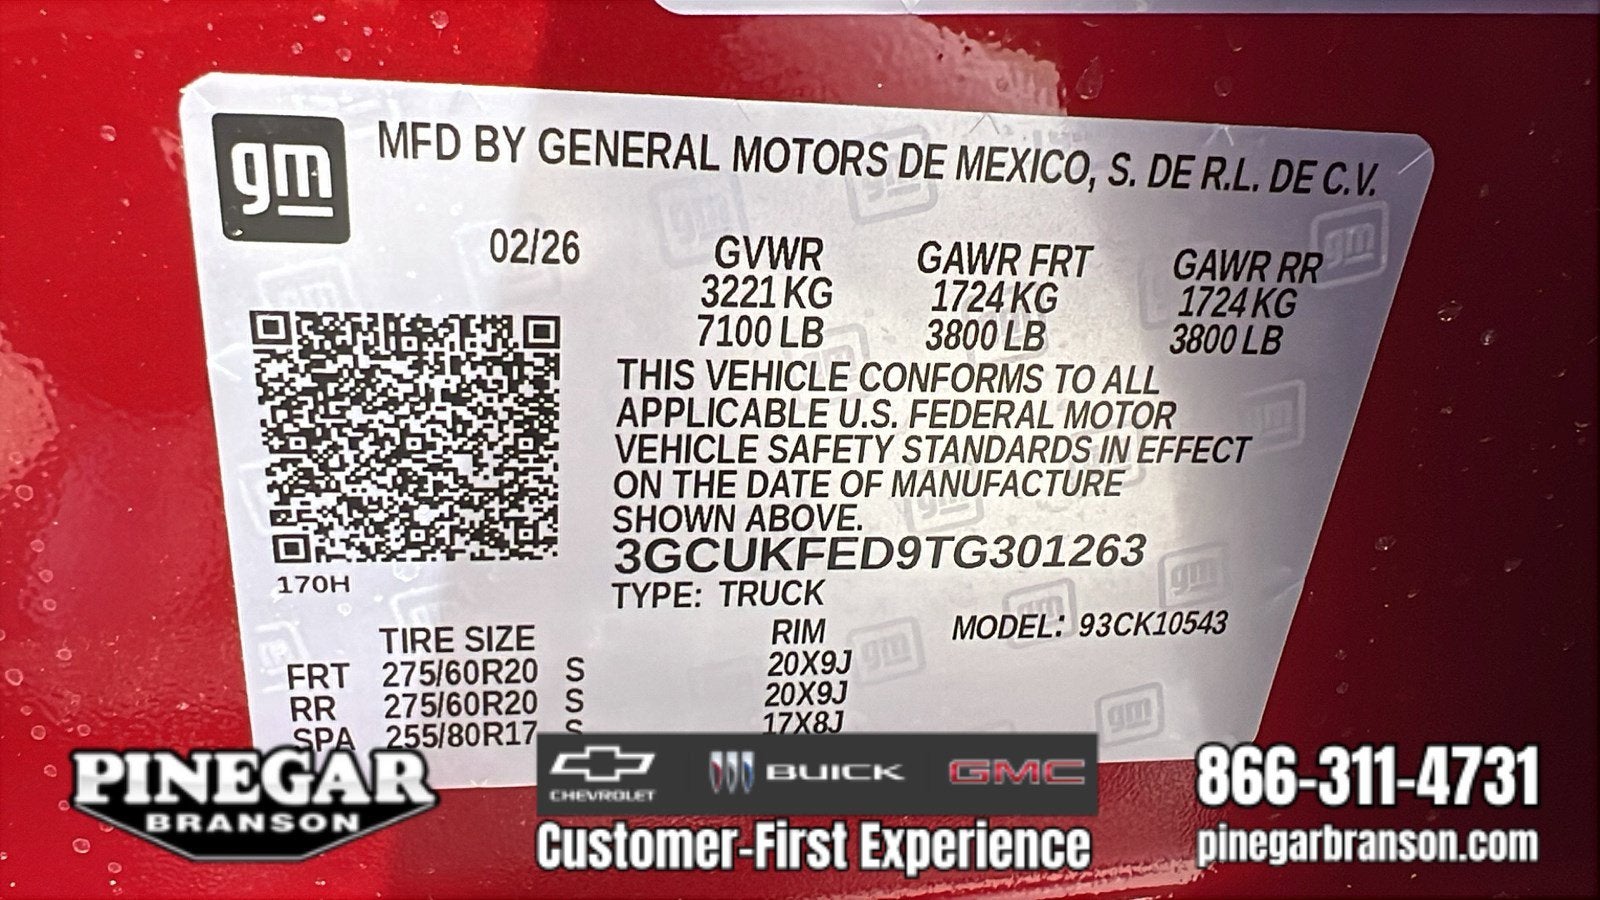 gm
MFD BY GENERAL MOTORS DE MEXICO, S. DE R.L. DE C.V.
02/26 GVWR GAWR FRT GAWR RR
3221 KG 1724 KG 1724 KG
7100 LB 3800 LB 3800 LB
THIS VEHICLE CONFORMS TO ALL
APPLICABLE U.S. FEDERAL MOTOR
VEHICLE SAFETY STANDARDS IN EFFECT
ON THE DATE OF MANUFACTURE
SHOWN ABOVE.
3GCUKFED9TG301263
170H
TYPE: TRUCK
TIRE SIZE RIM MODEL: 93CK10543
FRT 275/60R20 S 20X9J
RR 275/60R20 S 20X9J
SPA 255/80R17 S 17X8J
PINEGAR
BRANSON
CHEVROLET BUICK GMC
Customer-First Experience
866-311-4731
pinegarbranson.com